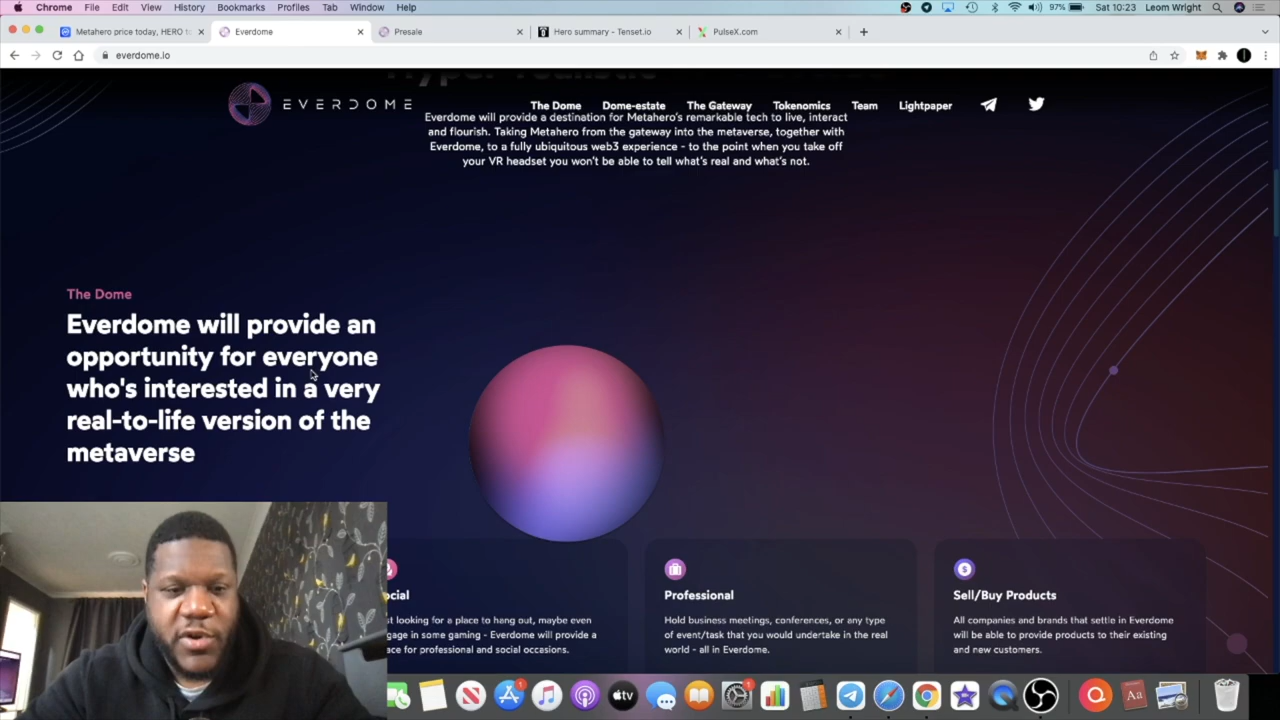 Chrome File Edit View History Bookmarks Profiles Tab Window Help 97% Sat 10:23 Leom Wright
Metahero price today, HERO to
Everdome
Presale
Hero summary - Tenset.io
PulseX.com
everdome.io
EVERDOME
The Dome Dome-estate The Gateway Tokenomics Team Lightpaper
Everdome will provide a destination for Metahero's remarkable tech to live, interact
and flourish. Taking Metahero from the gateway into the metaverse, together with
Everdome, to a fully ubiquitous web3 experience - to the point when you take off
your VR headset you won't be able to tell what's real and what's not.
The Dome
Everdome will provide an
opportunity for everyone
who's interested in a very
real-to-life version of the
metaverse
ocial
t looking for a place to hang out, maybe even
gage in some gaming - Everdome will provide a
ace for professional and social occasions.
Professional
Hold business meetings, conferences, or any type
of event/task that you would undertake in the real
world - all in Everdome.
Sell/Buy Products
All companies and brands that settle in Everdome
will be able to provide products to their existing
and new customers.
tv
1
1
Aa